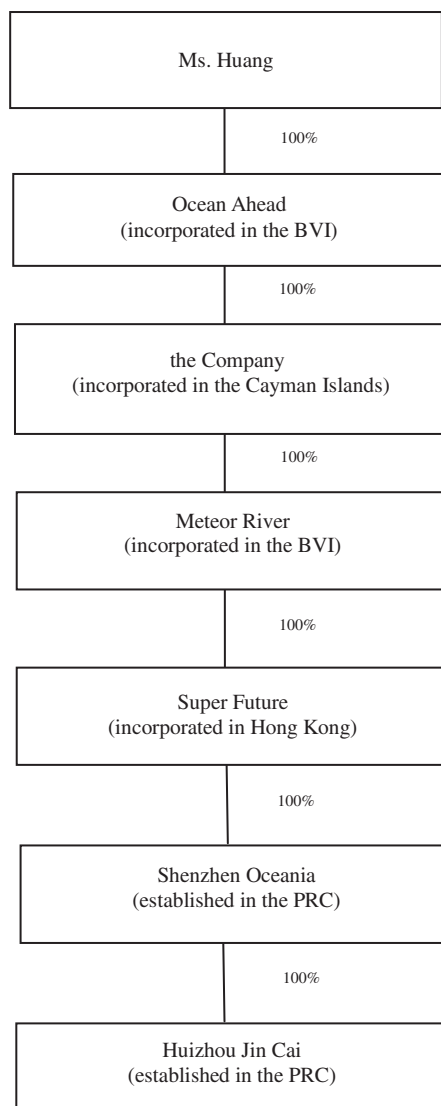 Ms. Huang
100%
Ocean Ahead
(incorporated in the BVI)
100%
the Company
(incorporated in the Cayman Islands)
100%
Meteor River
(incorporated in the BVI)
100%
Super Future
(incorporated in Hong Kong)
100%
Shenzhen Oceania
(established in the PRC)
100%
Huizhou Jin Cai
(established in the PRC)